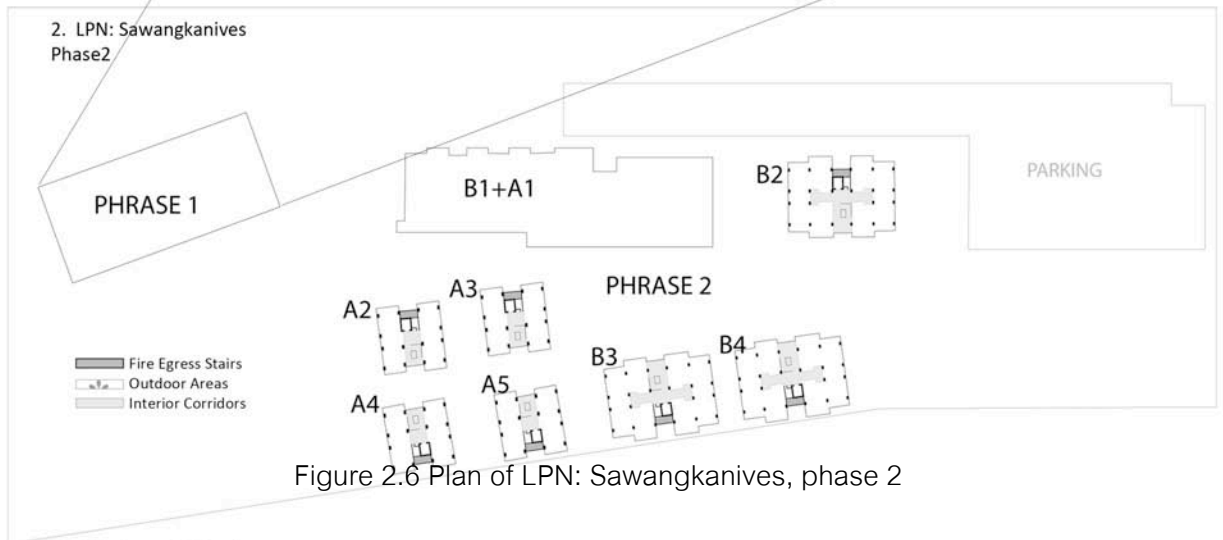 2. LPN: Sawangkanives
Phase2
PHRASE 1
B1+A1
B2
PARKING
A2
A3
PHRASE 2
B3
B4
A4
A5
Fire Egress Stairs
Outdoor Areas
Interior Corridors
Figure 2.6 Plan of LPN: Sawangkanives, phase 2